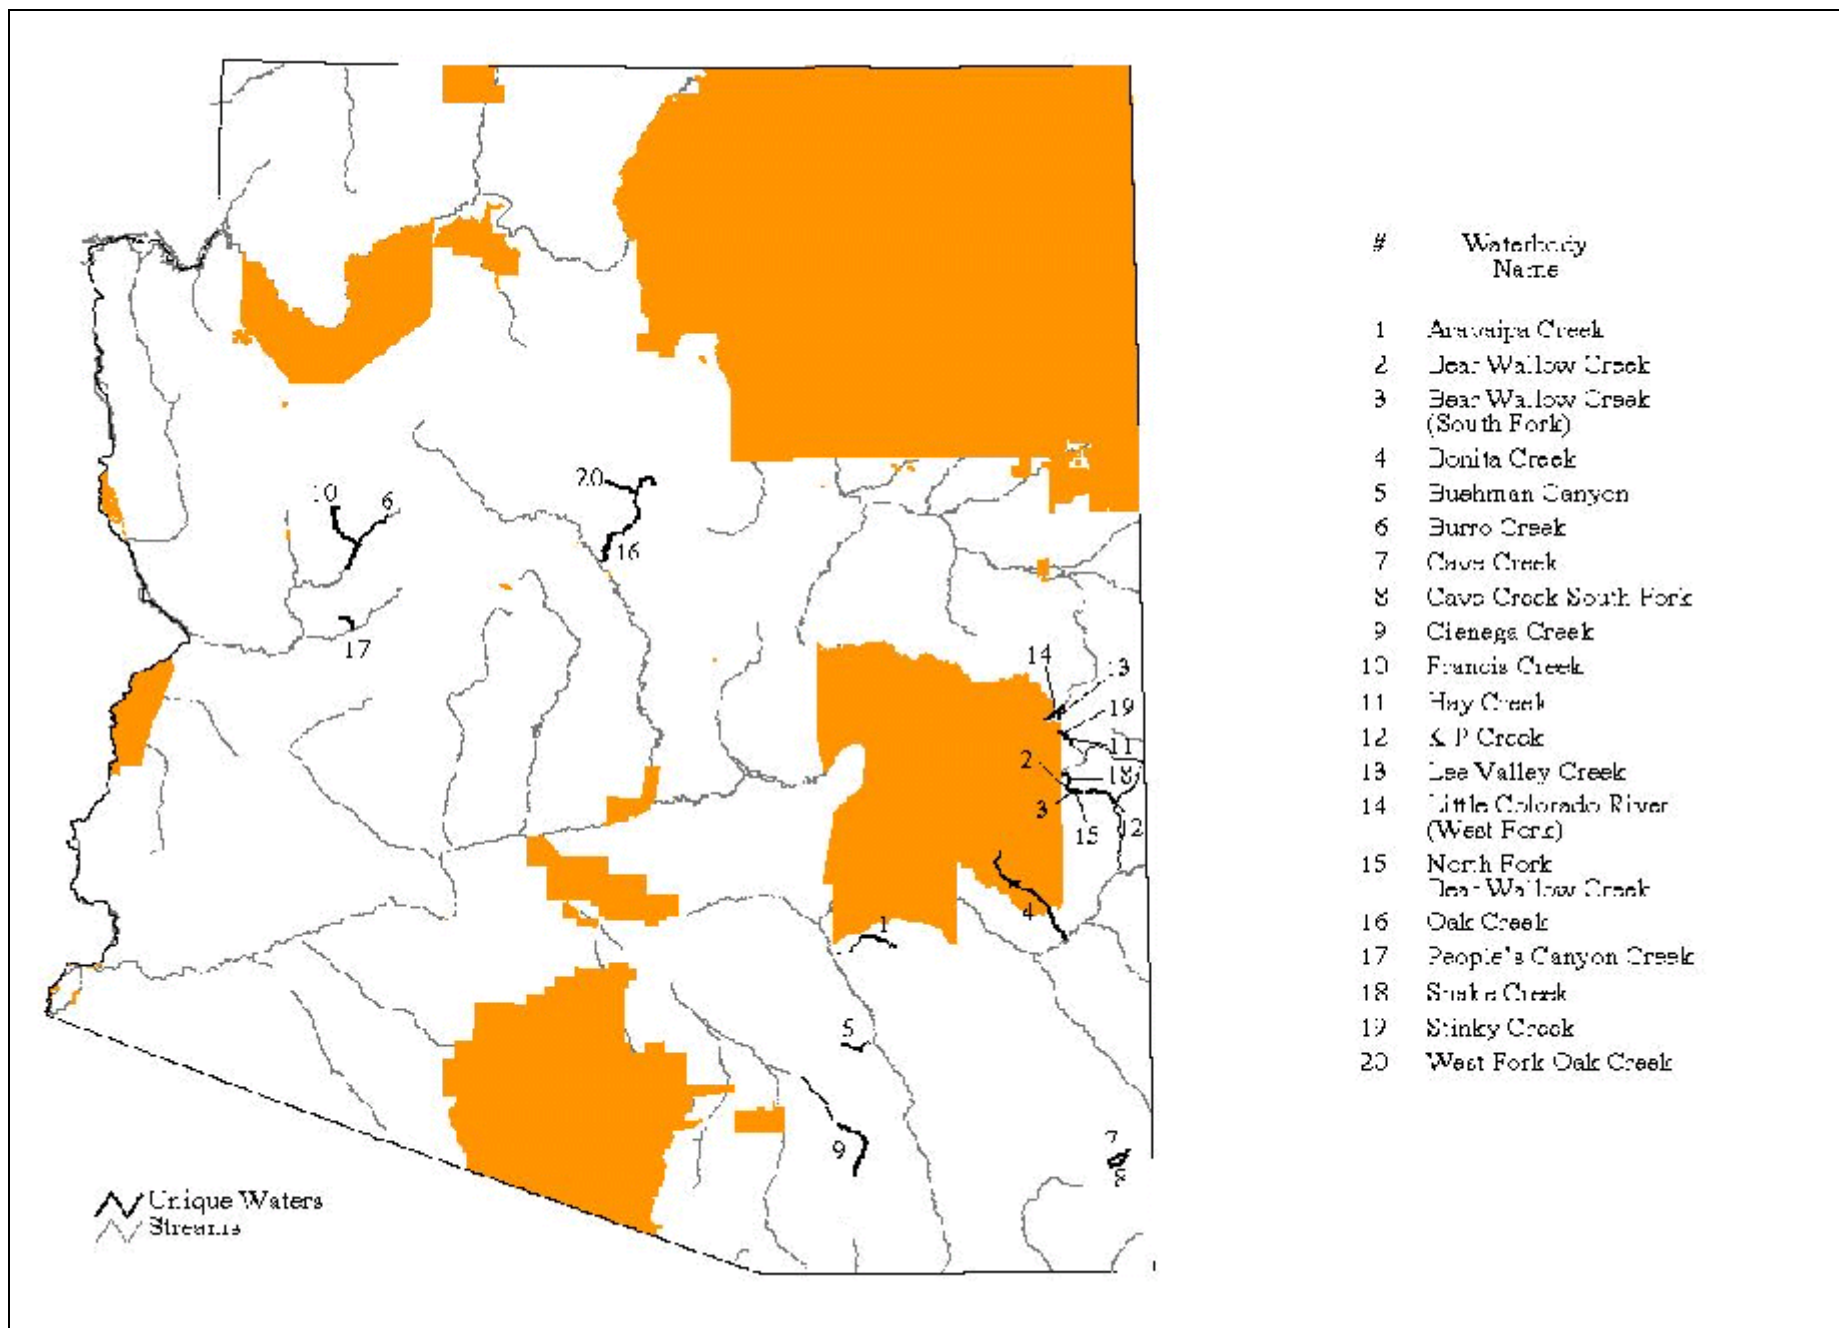 20
10
6
16
17
14
13
19
11
2
18
3
15
12
4
1
5
9
7
8
Unique Waters
Streams
# Waterbody
Name
1 Aravaipa Creek
2 Bear Wallow Creek
3 Bear Wallow Creek
(South Fork)
4 Bonita Creek
5 Buehman Canyon
6 Burro Creek
7 Cave Creek
8 Cave Creek South Fork
9 Cienega Creek
10 Francis Creek
11 Hay Creek
12 K P Creek
13 Lee Valley Creek
14 Little Colorado River
(West Fork)
15 North Fork
Bear Wallow Creek
16 Oak Creek
17 People's Canyon Creek
18 Snake Creek
19 Stinky Creek
20 West Fork Oak Creek